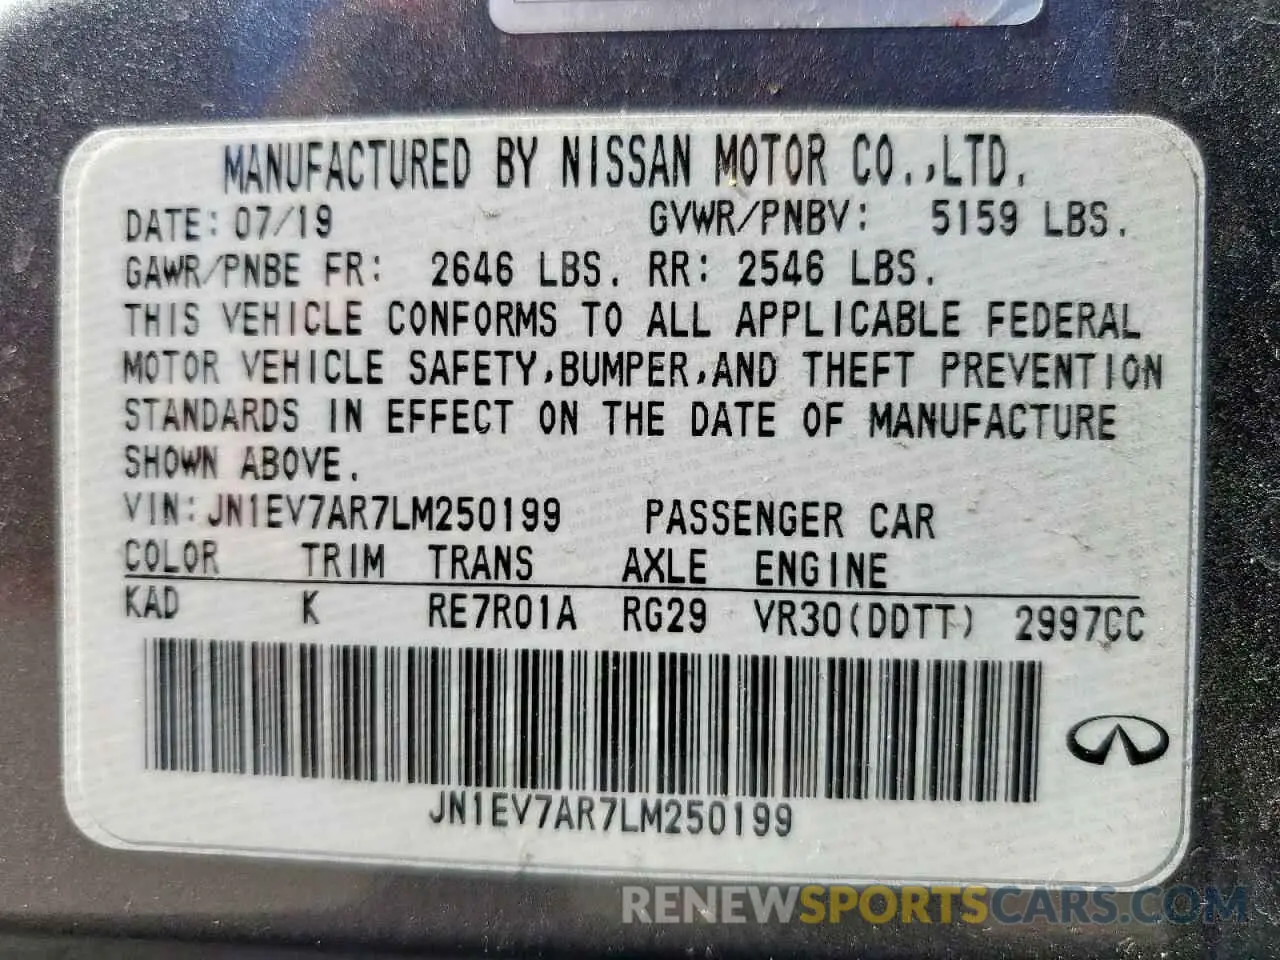 MANUFACTURED BY NISSAN MOTOR CO.,LTD.
DATE: 07/19 GVWR/PNBV: 5159 LBS.
GAWR/PNBE FR: 2646 LBS. RR: 2546 LBS.
THIS VEHICLE CONFORMS TO ALL APPLICABLE FEDERAL
MOTOR VEHICLE SAFETY,BUMPER,AND THEFT PREVENTION
STANDARDS IN EFFECT ON THE DATE OF MANUFACTURE
SHOWN ABOVE.
VIN: JN1EV7AR7LM250199 PASSENGER CAR
COLOR TRIM TRANS AXLE ENGINE
KAD K RE7R01A RG29 VR30(DDTT) 2997CC
JN1EV7AR7LM250199
RENEWSPORTSCARS.COM